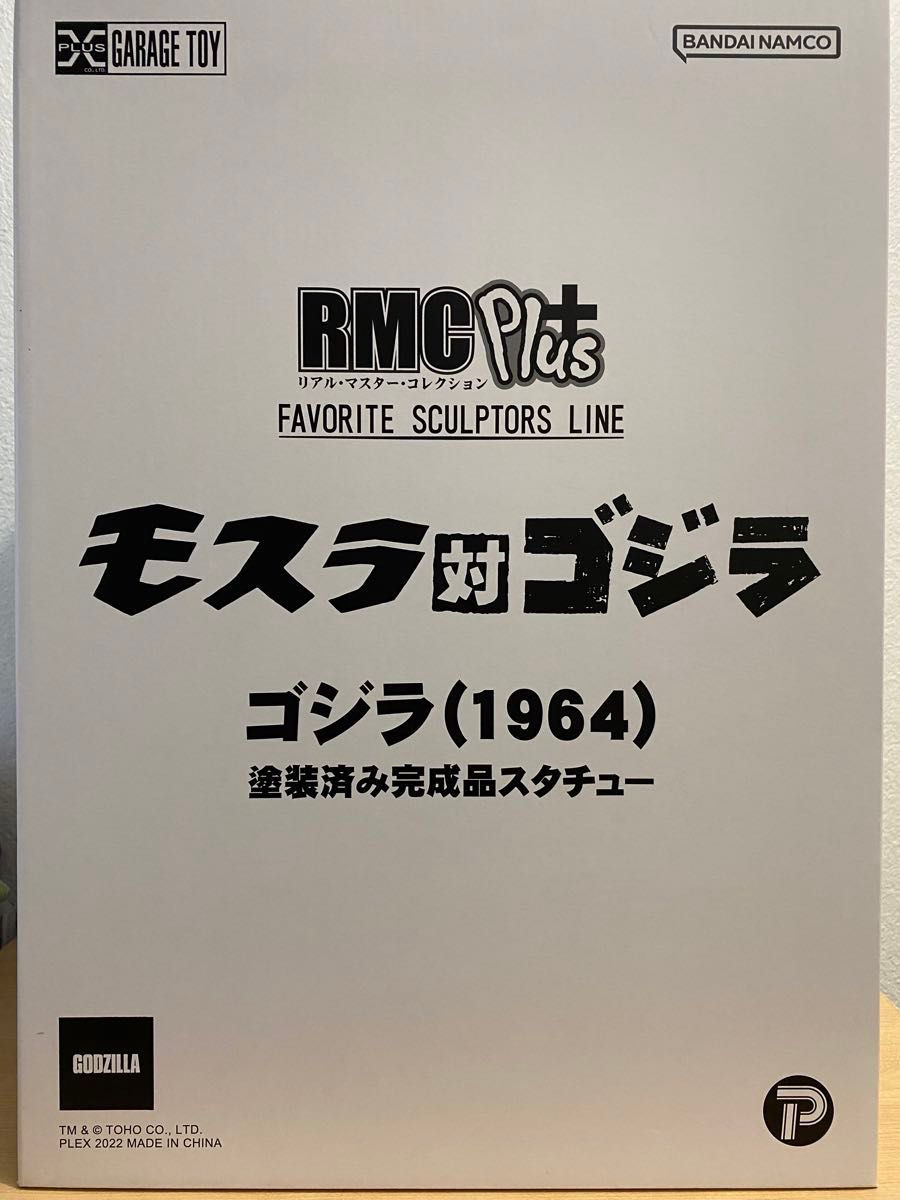 X PLUS CO., LTD. GARAGE TOY
BANDAI NAMCO
RMC Plus
リアル・マスター・コレクション
FAVORITE SCULPTORS LINE
モスラ対ゴジラ
ゴジラ(1964)
塗装済み完成品スタチュー
GODZILLA
TM & © TOHO CO., LTD.
PLEX 2022 MADE IN CHINA
P